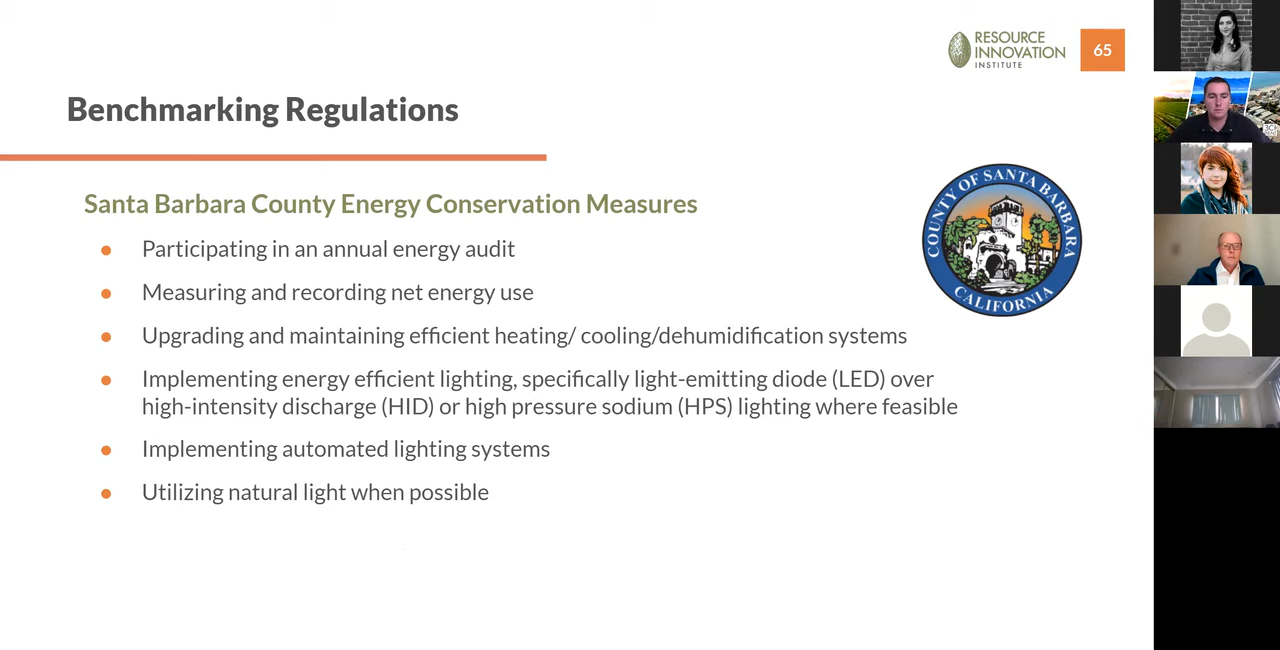 RESOURCE
INNOVATION
INSTITUTE
65
Benchmarking Regulations
Santa Barbara County Energy Conservation Measures
● Participating in an annual energy audit
● Measuring and recording net energy use
● Upgrading and maintaining efficient heating/ cooling/dehumidification systems
● Implementing energy efficient lighting, specifically light-emitting diode (LED) over
high-intensity discharge (HID) or high pressure sodium (HPS) lighting where feasible
● Implementing automated lighting systems
● Utilizing natural light when possible
COUNTY OF SANTA BARBARA
CALIFORNIA